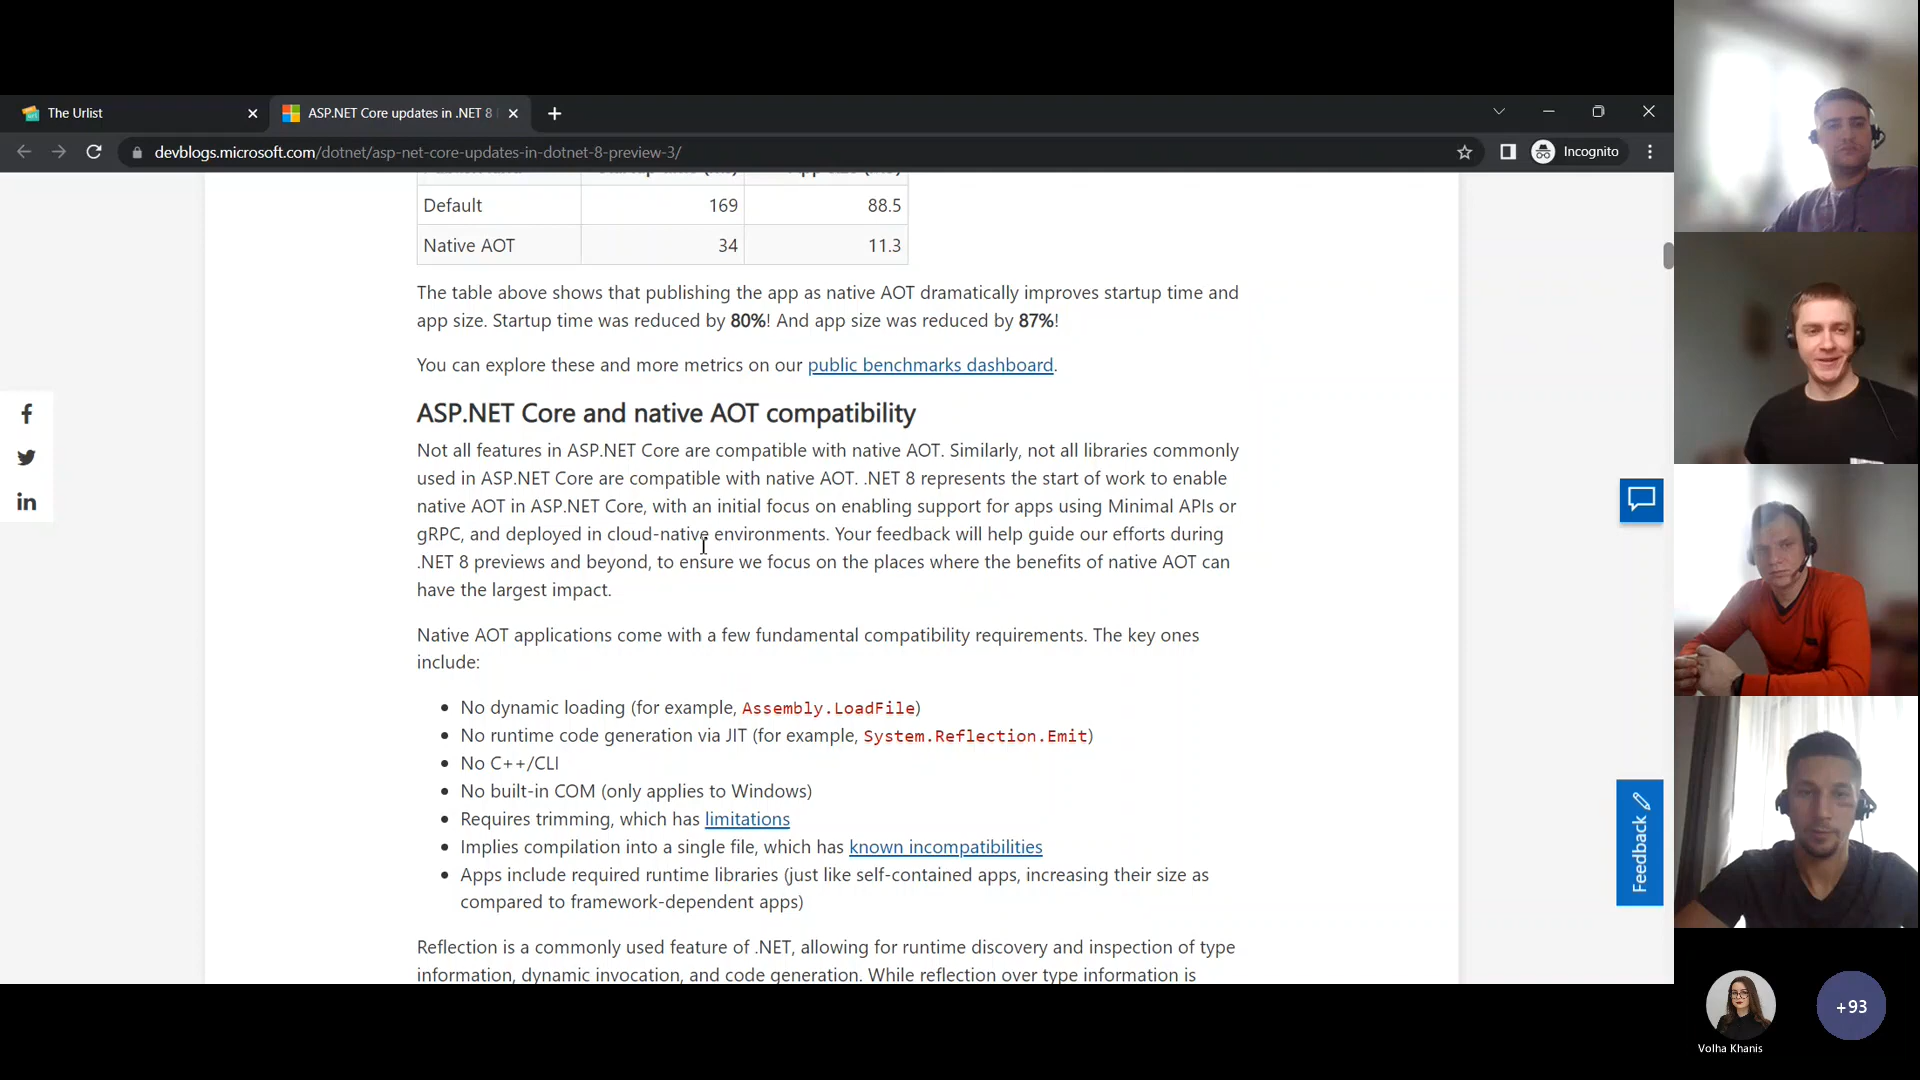 The Urlist
ASP.NET Core updates in .NET 8
devblogs.microsoft.com/dotnet/asp-net-core-updates-in-dotnet-8-preview-3/
Incognito
Default 169 88.5
Native AOT 34 11.3
The table above shows that publishing the app as native AOT dramatically improves startup time and
app size. Startup time was reduced by 80%! And app size was reduced by 87%!
You can explore these and more metrics on our public benchmarks dashboard.
ASP.NET Core and native AOT compatibility
Not all features in ASP.NET Core are compatible with native AOT. Similarly, not all libraries commonly
used in ASP.NET Core are compatible with native AOT. .NET 8 represents the start of work to enable
native AOT in ASP.NET Core, with an initial focus on enabling support for apps using Minimal APIs or
gRPC, and deployed in cloud-native environments. Your feedback will help guide our efforts during
.NET 8 previews and beyond, to ensure we focus on the places where the benefits of native AOT can
have the largest impact.
Native AOT applications come with a few fundamental compatibility requirements. The key ones
include:
• No dynamic loading (for example, Assembly.LoadFile)
• No runtime code generation via JIT (for example, System.Reflection.Emit)
• No C++/CLI
• No built-in COM (only applies to Windows)
• Requires trimming, which has limitations
• Implies compilation into a single file, which has known incompatibilities
• Apps include required runtime libraries (just like self-contained apps, increasing their size as
compared to framework-dependent apps)
Reflection is a commonly used feature of .NET, allowing for runtime discovery and inspection of type
information, dynamic invocation, and code generation. While reflection over type information is
Feedback
+93
Volha Khanis